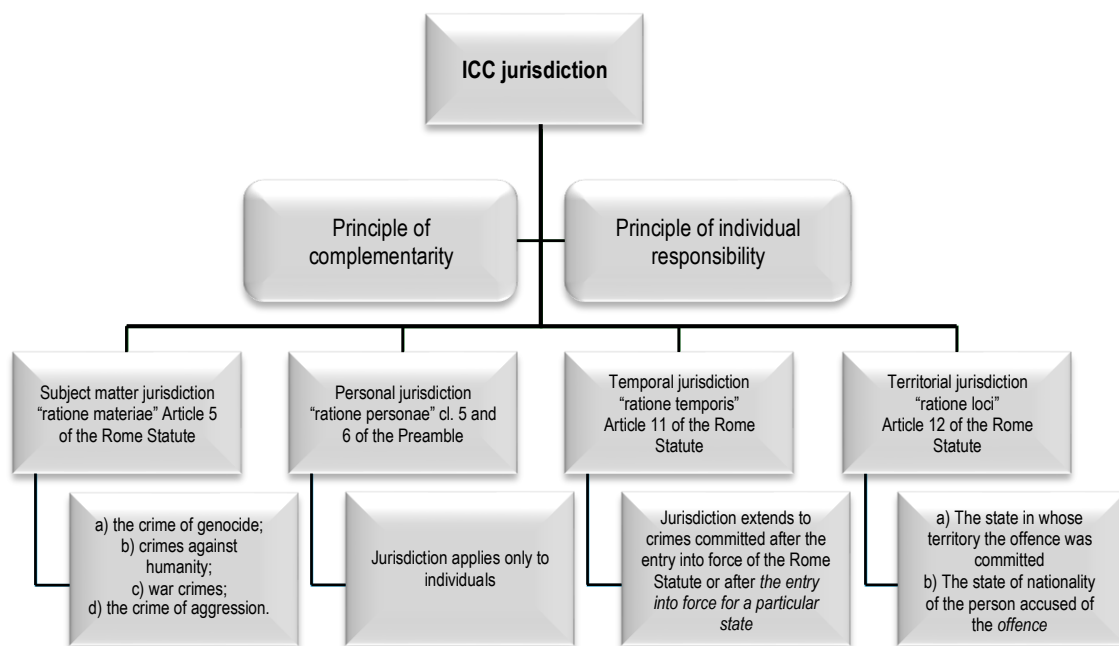 ICC jurisdiction
Principle of
complementarity
Principle of individual
responsibility
Subject matter jurisdiction
“ratione materiae” Article 5
of the Rome Statute
Personal jurisdiction
“ratione personae” cl. 5 and
6 of the Preamble
Temporal jurisdiction
“ratione temporis”
Article 11 of the Rome
Statute
Territorial jurisdiction
“ratione loci”
Article 12 of the Rome
Statute
a) the crime of genocide;
b) crimes against
humanity;
c) war crimes;
d) the crime of aggression.
Jurisdiction applies only to
individuals
Jurisdiction extends to
crimes committed after the
entry into force of the Rome
Statute or after the entry
into force for a particular
state
a) The state in whose
territory the offence was
committed
b) The state of nationality
of the person accused of
the offence